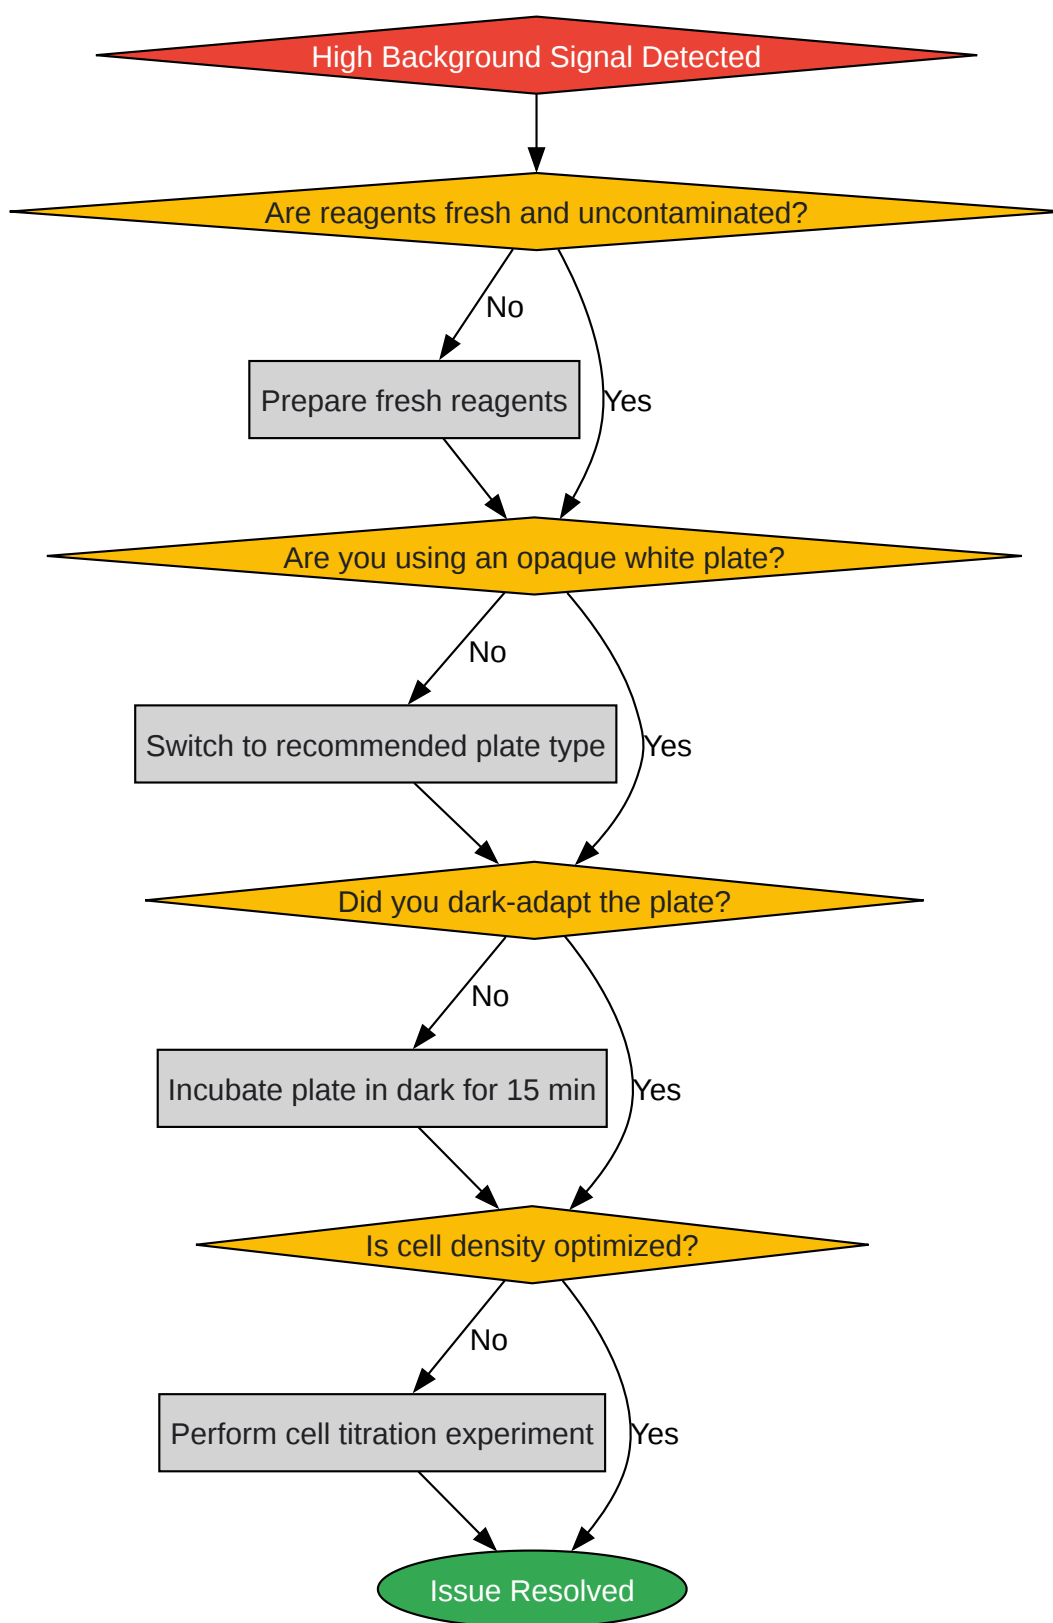 High Background Signal Detected
Are reagents fresh and uncontaminated?
No
Prepare fresh reagents
Yes
Are you using an opaque white plate?
No
Switch to recommended plate type
Yes
Did you dark-adapt the plate?
No
Incubate plate in dark for 15 min
Yes
Is cell density optimized?
No
Perform cell titration experiment
Yes
Issue Resolved